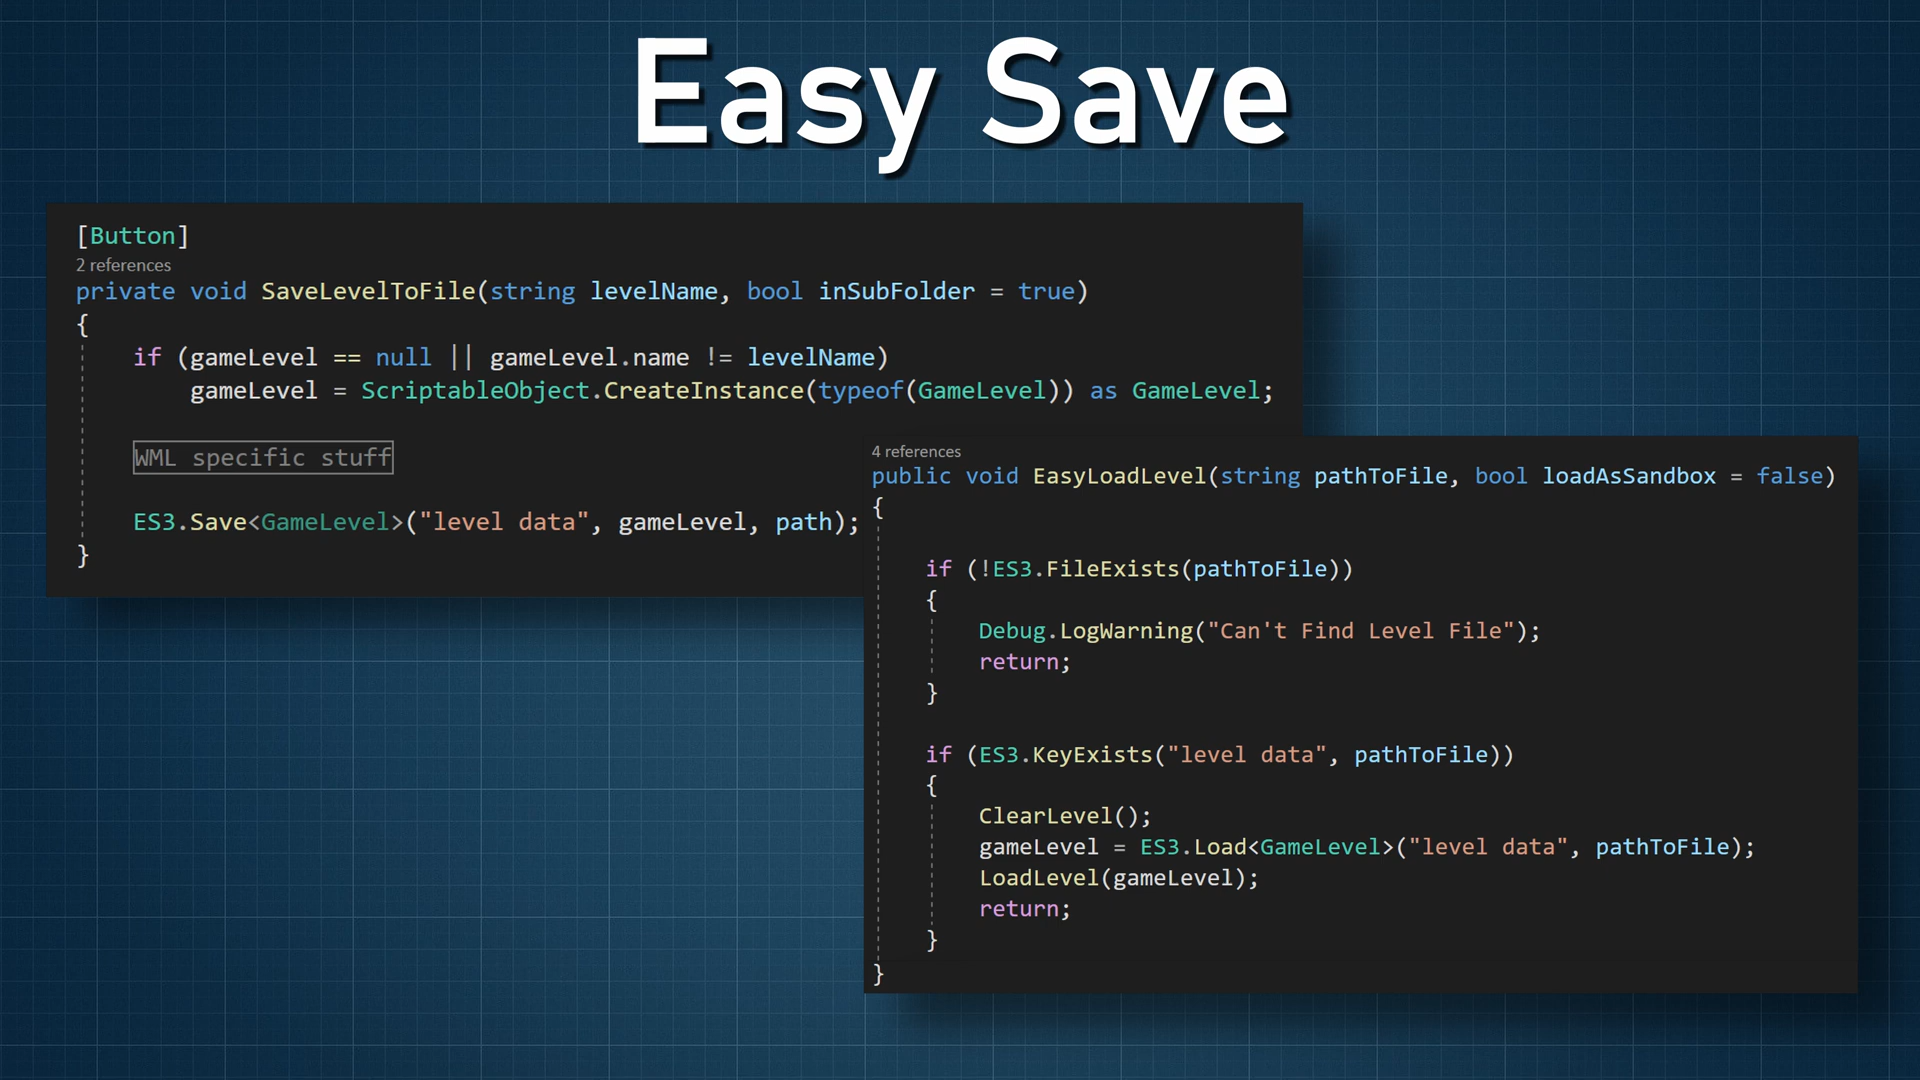 Easy Save
[Button]
2 references
private void SaveLevelToFile(string levelName, bool inSubFolder = true)
{
if (gameLevel == null || gameLevel.name != levelName)
gameLevel = ScriptableObject.CreateInstance(typeof(GameLevel)) as GameLevel;
WML specific stuff
ES3.Save<GameLevel>("level data", gameLevel, path);
}
4 references
public void EasyLoadLevel(string pathToFile, bool loadAsSandbox = false)
{
if (!ES3.FileExists(pathToFile))
{
Debug.LogWarning("Can't Find Level File");
return;
}
if (ES3.KeyExists("level data", pathToFile))
{
ClearLevel();
gameLevel = ES3.Load<GameLevel>("level data", pathToFile);
LoadLevel(gameLevel);
return;
}
}